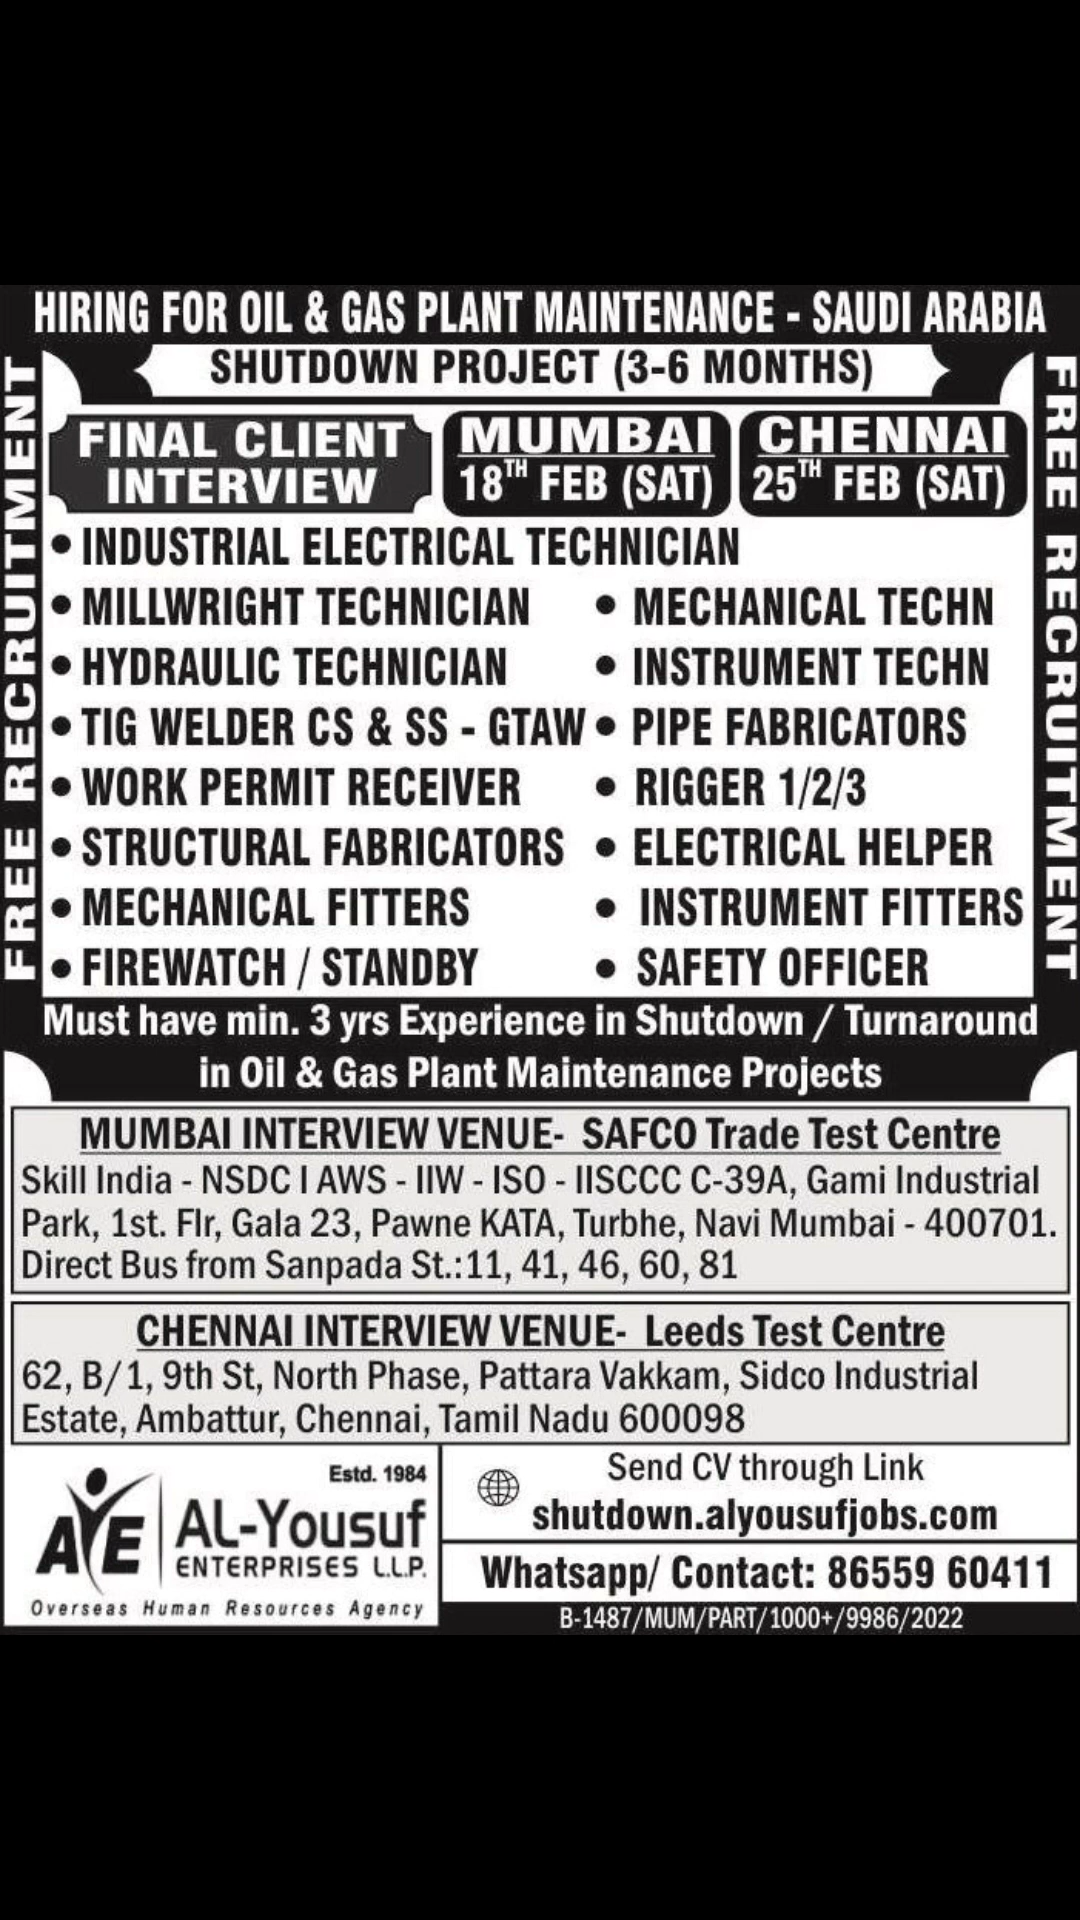 HIRING FOR OIL & GAS PLANT MAINTENANCE - SAUDI ARABIA
SHUTDOWN PROJECT (3-6 MONTHS)
FREE RECRUITMENT
FREE RECRUITMENT
FINAL CLIENT
INTERVIEW
MUMBAI
18TH FEB (SAT)
CHENNAI
25TH FEB (SAT)
• INDUSTRIAL ELECTRICAL TECHNICIAN
• MILLWRIGHT TECHNICIAN • MECHANICAL TECHN
• HYDRAULIC TECHNICIAN • INSTRUMENT TECHN
• TIG WELDER CS & SS - GTAW • PIPE FABRICATORS
• WORK PERMIT RECEIVER • RIGGER 1/2/3
• STRUCTURAL FABRICATORS • ELECTRICAL HELPER
• MECHANICAL FITTERS • INSTRUMENT FITTERS
• FIREWATCH / STANDBY • SAFETY OFFICER
Must have min. 3 yrs Experience in Shutdown / Turnaround
in Oil & Gas Plant Maintenance Projects
MUMBAI INTERVIEW VENUE- SAFCO Trade Test Centre
Skill India - NSDC I AWS - IIW - ISO - IISCCC C-39A, Gami Industrial
Park, 1st. Flr, Gala 23, Pawne KATA, Turbhe, Navi Mumbai - 400701.
Direct Bus from Sanpada St.:11, 41, 46, 60, 81
CHENNAI INTERVIEW VENUE- Leeds Test Centre
62, B/1, 9th St, North Phase, Pattara Vakkam, Sidco Industrial
Estate, Ambattur, Chennai, Tamil Nadu 600098
Estd. 1984
AYE
AL-Yousuf
ENTERPRISES L.L.P.
Overseas Human Resources Agency
Send CV through Link
shutdown.alyousufjobs.com
Whatsapp/ Contact: 86559 60411
B-1487/MUM/PART/1000+/9986/2022